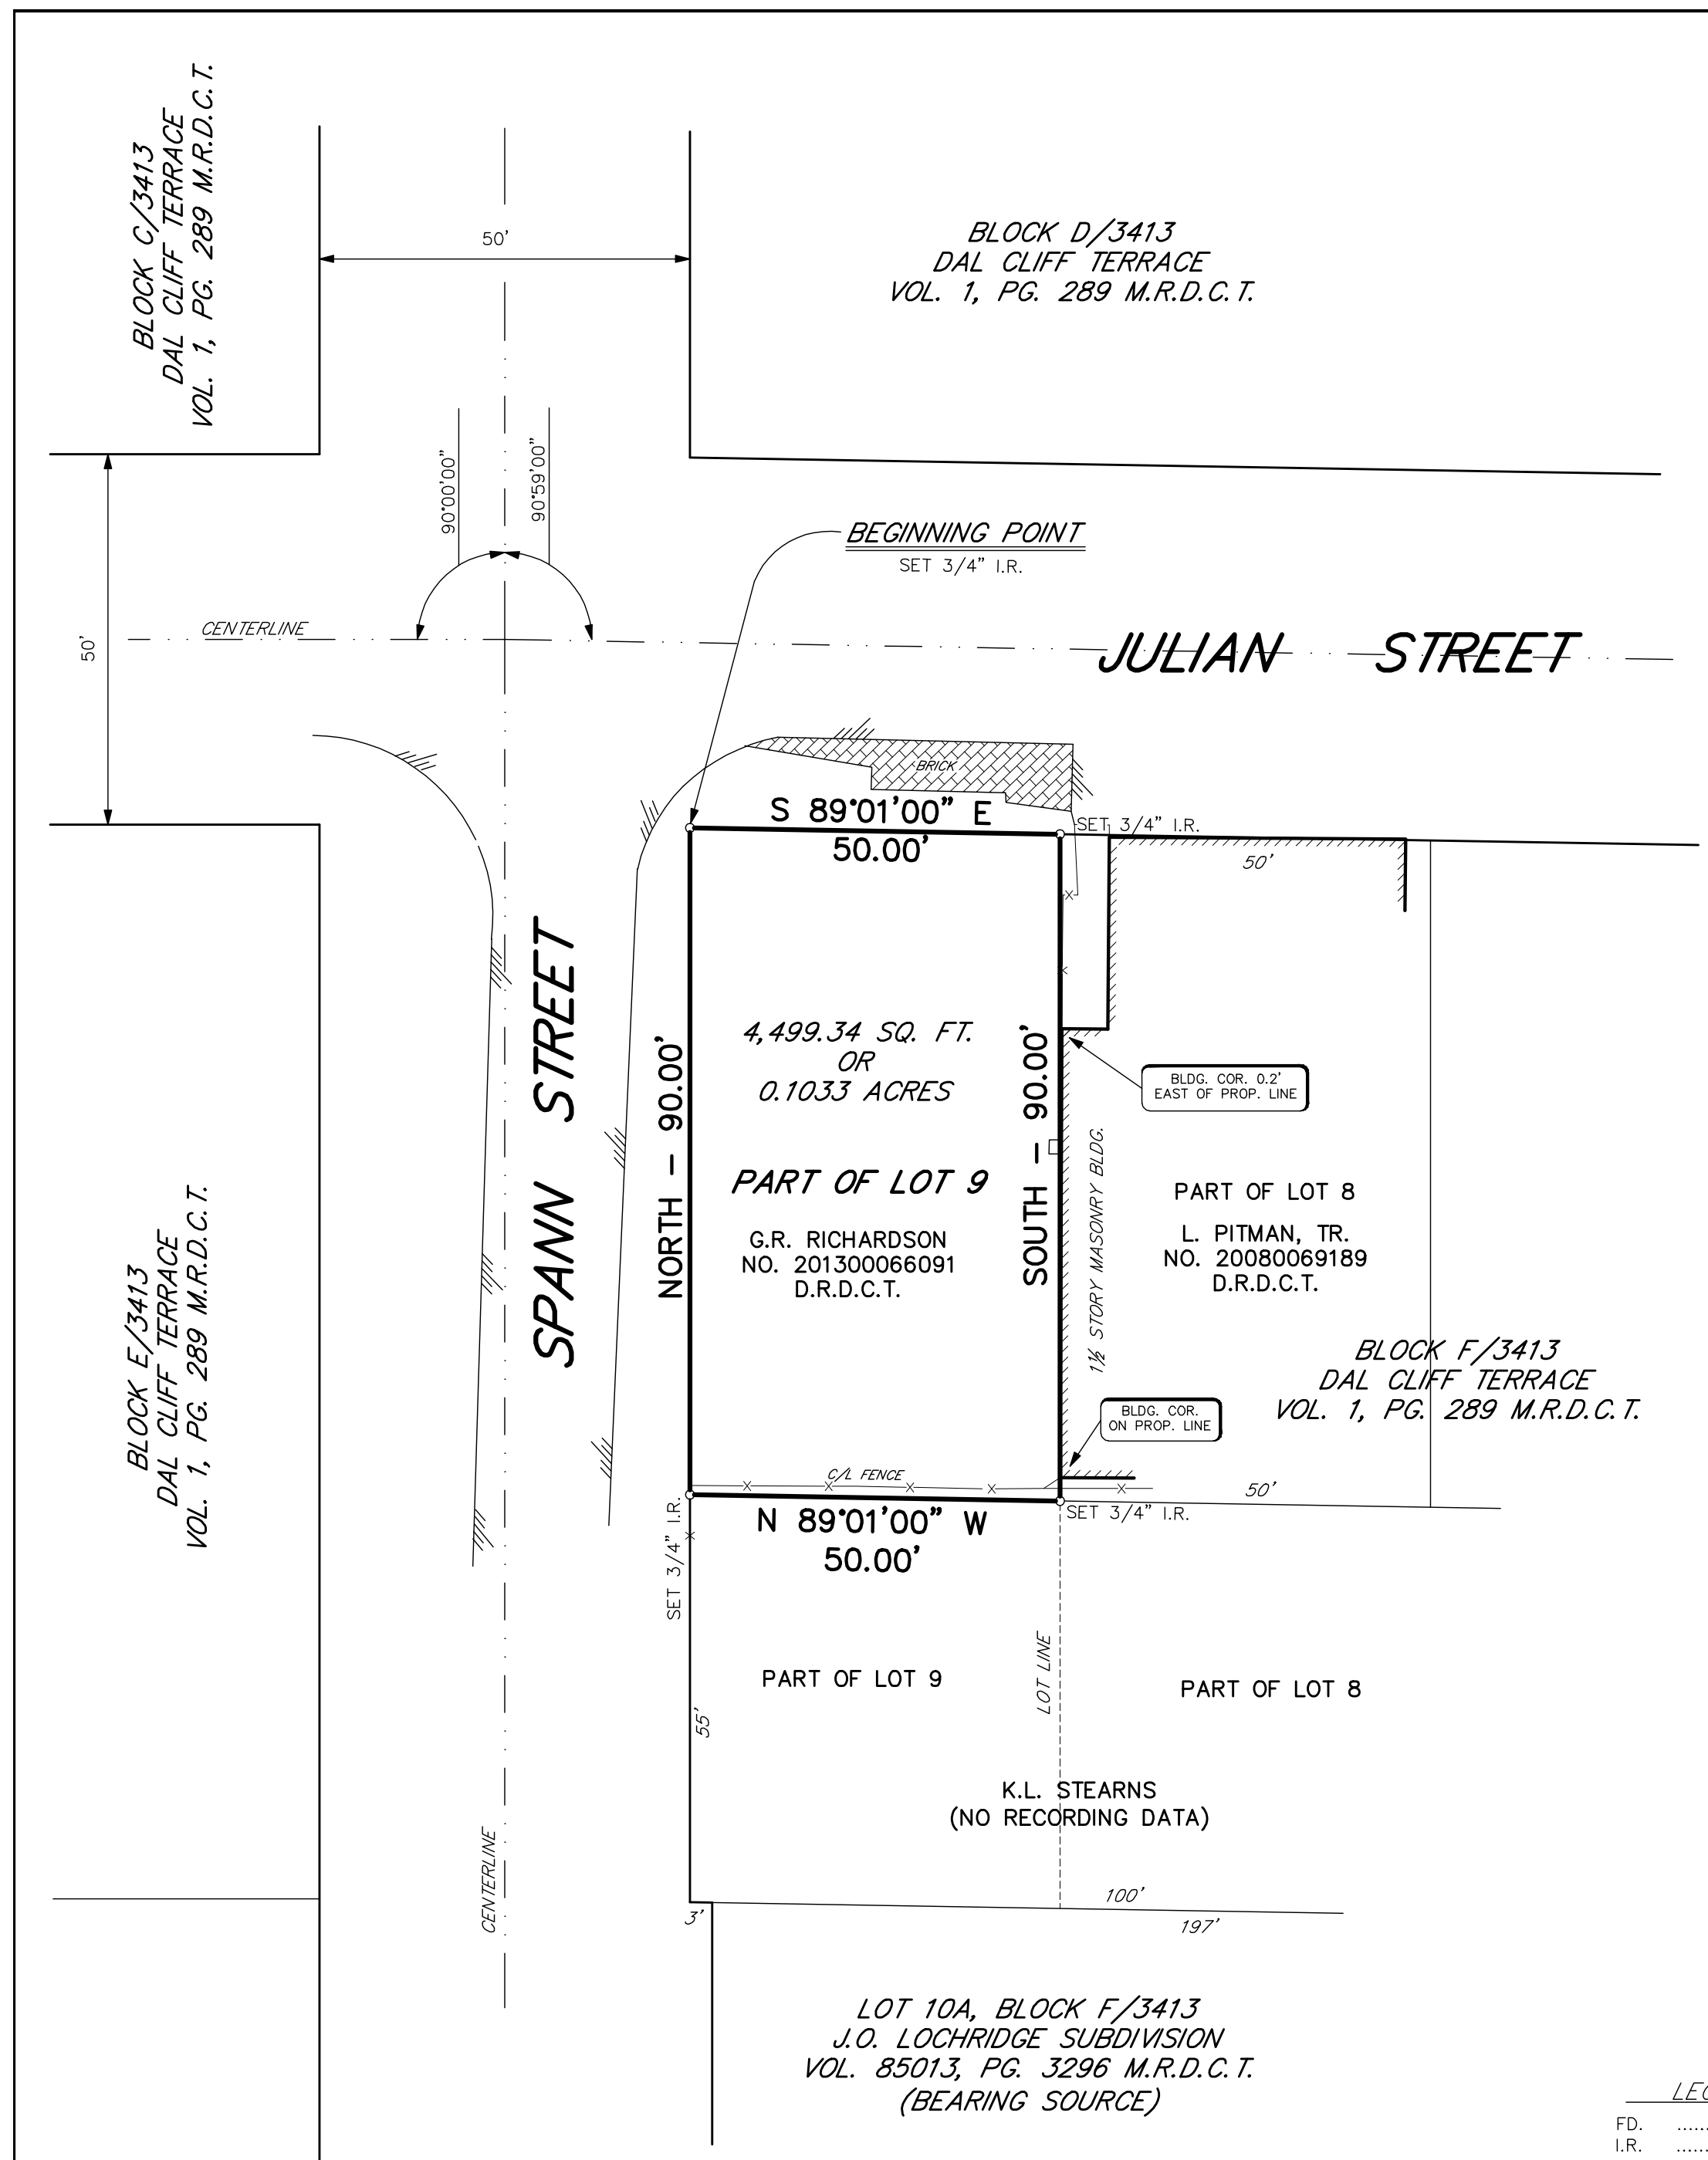 BLOCK C/3413
DAL CLIFF TERRACE
VOL. 1, PG. 289 M.R.D.C.T.
50'
BLOCK D/3413
DAL CLIFF TERRACE
VOL. 1, PG. 289 M.R.D.C.T.
90°00'00"
90°59'00"
BEGINNING POINT
SET 3/4" I.R.
50'
CENTERLINE
JULIAN STREET
BRICK
S 89°01'00" E
50.00'
SET 3/4" I.R.
50'
SPANN STREET
NORTH - 90.00'
4,499.34 SQ. FT.
OR
0.1033 ACRES
PART OF LOT 9
G.R. RICHARDSON
NO. 201300066091
D.R.D.C.T.
SOUTH - 90.00'
BLDG. COR. 0.2'
EAST OF PROP. LINE
1½ STORY MASONRY BLDG.
PART OF LOT 8
L. PITMAN, TR.
NO. 20080069189
D.R.D.C.T.
BLOCK E/3413
DAL CLIFF TERRACE
VOL. 1, PG. 289 M.R.D.C.T.
BLOCK F/3413
DAL CLIFF TERRACE
VOL. 1, PG. 289 M.R.D.C.T.
BLDG. COR.
ON PROP. LINE
C/L FENCE
50'
SET 3/4" I.R.
N 89°01'00" W
50.00'
SET 3/4" I.R.
LOT LINE
PART OF LOT 9
PART OF LOT 8
55'
K.L. STEARNS
(NO RECORDING DATA)
CENTERLINE
100'
3'
197'
LOT 10A, BLOCK F/3413
J.O. LOCHRIDGE SUBDIVISION
VOL. 85013, PG. 3296 M.R.D.C.T.
(BEARING SOURCE)
FD. ......
I.R. ......